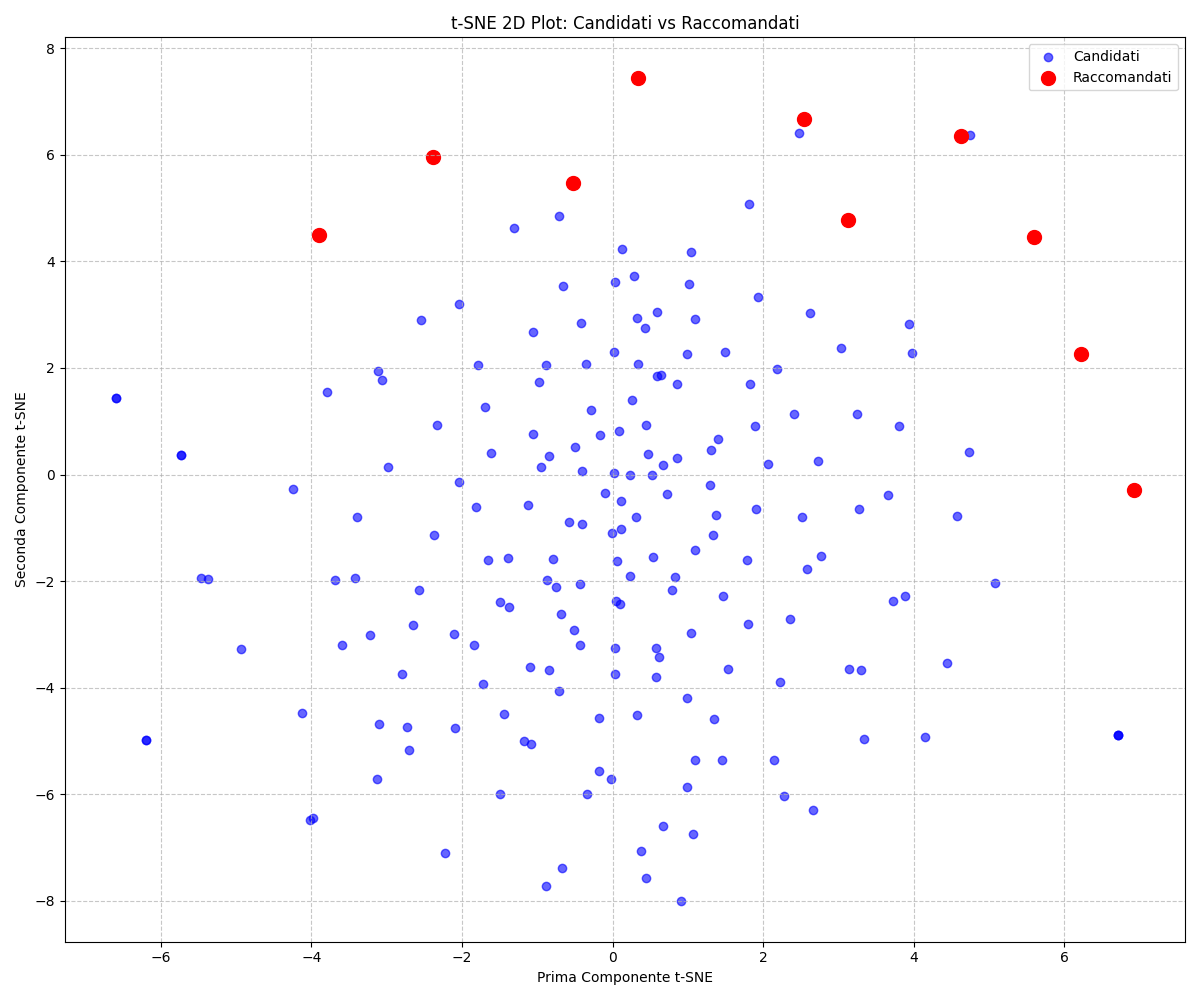 t-SNE 2D Plot: Candidati vs Raccomandati
Candidati
Raccomandati
8
6
4
2
0
−2
−4
−6
−8
Seconda Componente t-SNE
−6 −4 −2 0 2 4 6
Prima Componente t-SNE